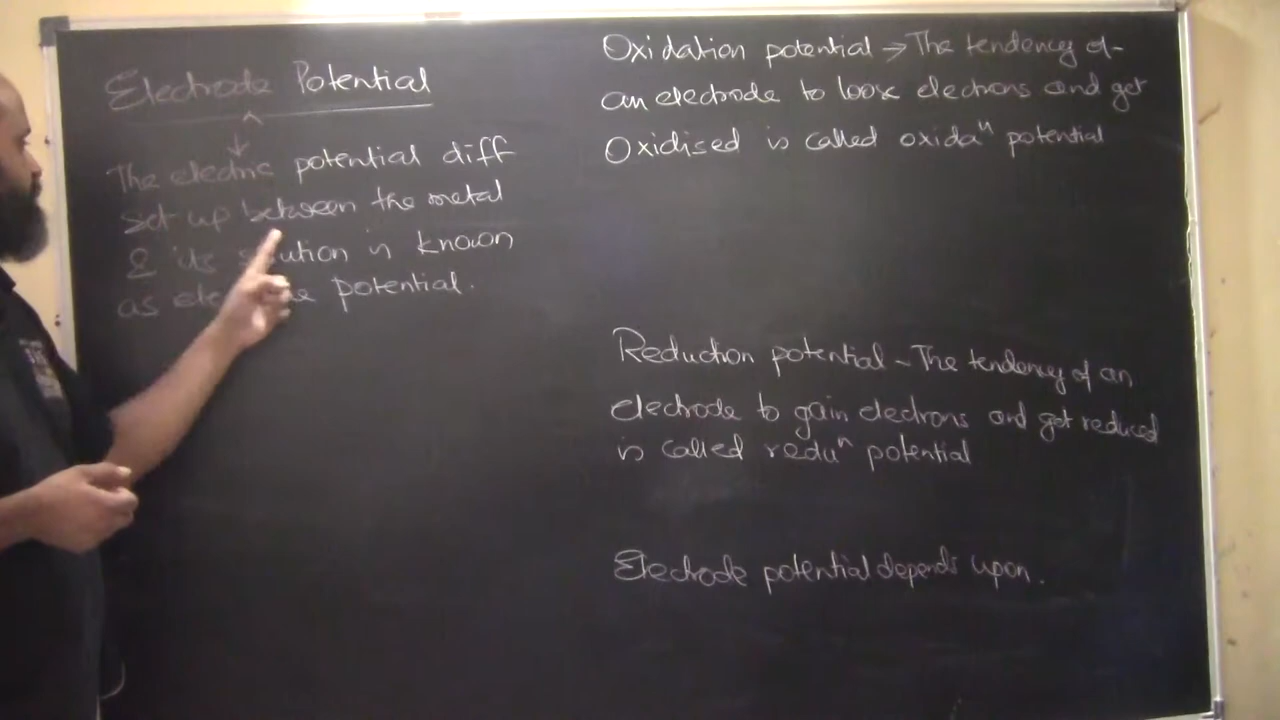 Electrode Potential
The electric potential diff
set up between the metal
& its solution is known
as electrode potential.
Oxidation potential → The tendency of
an electrode to loose electrons and get
Oxidised is called oxidaⁿ potential
Reduction potential - The tendency of an
electrode to gain electrons and get reduced
is called reduⁿ potential
Electrode potential depends upon.